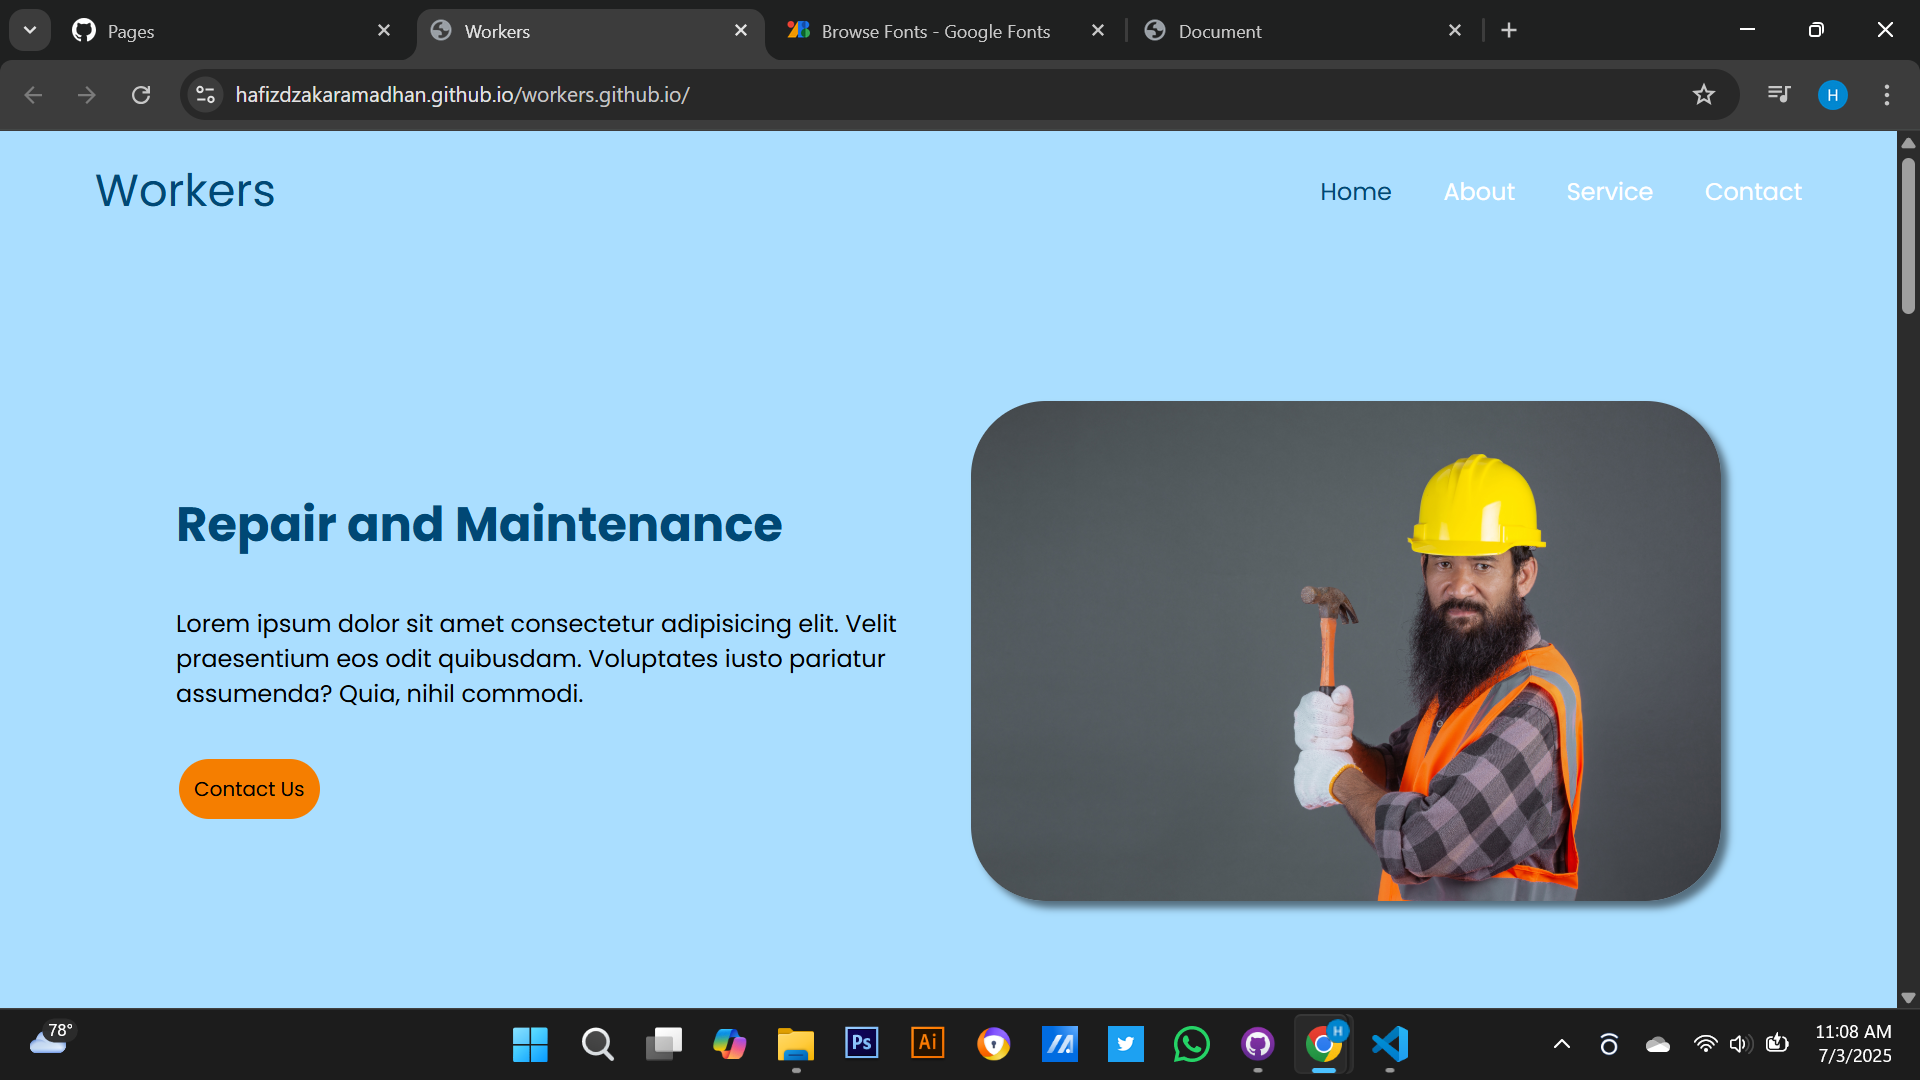 Pages
Workers
Browse Fonts - Google Fonts
Document
hafizdzakaramadhan.github.io/workers.github.io/
H
Workers
Home
About
Service
Contact
Repair and Maintenance
Lorem ipsum dolor sit amet consectetur adipisicing elit. Velit
praesentium eos odit quibusdam. Voluptates iusto pariatur
assumenda? Quia, nihil commodi.
Contact Us
78°
Ps
Ai
H
11:08 AM
7/3/2025